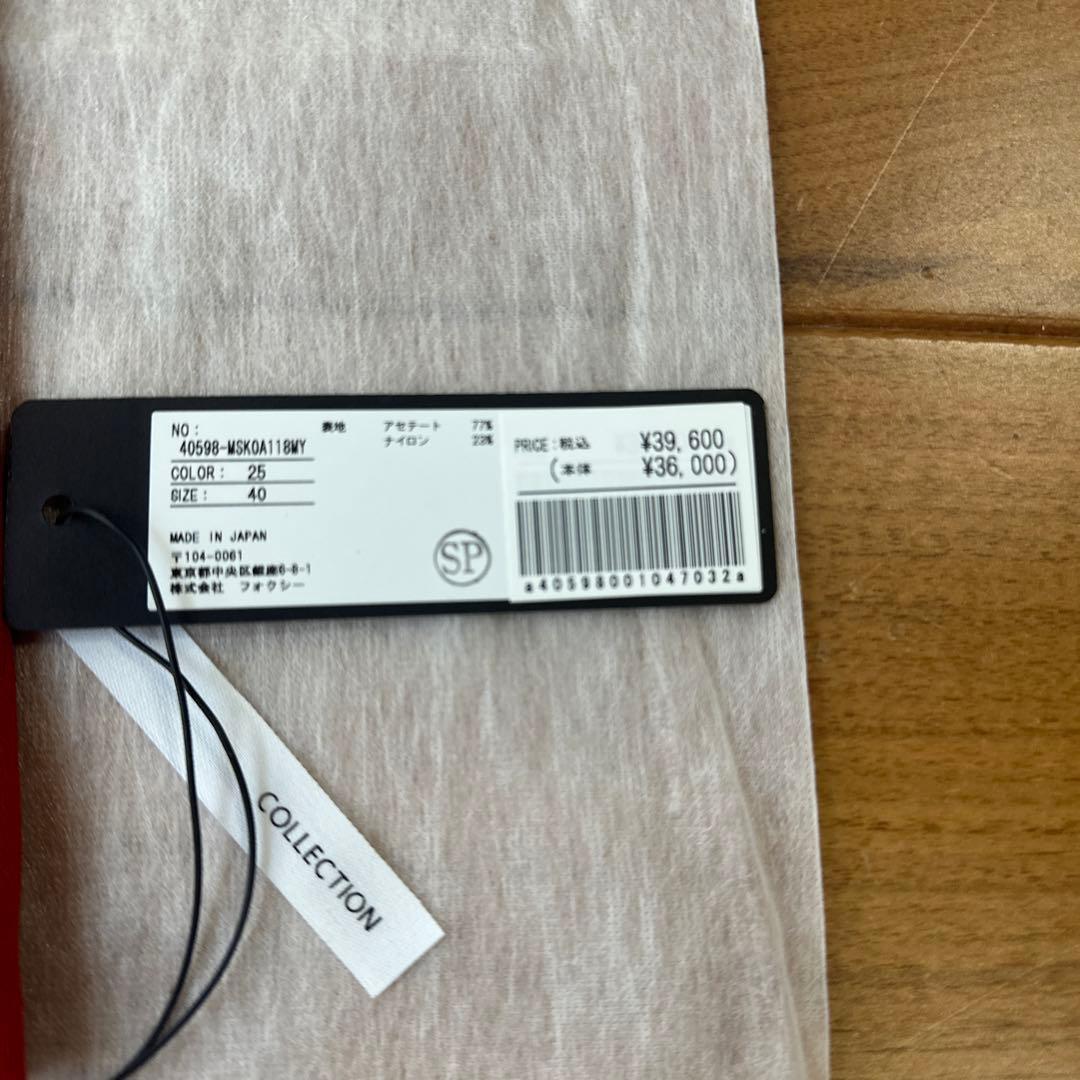 NO:
40598-MSK0A118MY
COLOR: 25
SIZE: 40
MADE IN JAPAN
〒104-0061
東京都中央区銀座6-8-1
株式会社 フォクシー
表地 アセテート 77%
ナイロン 23%
SP
PRICE:税込 ¥39,600
(本体 ¥36,000)
a40598001047032a
COLLECTION